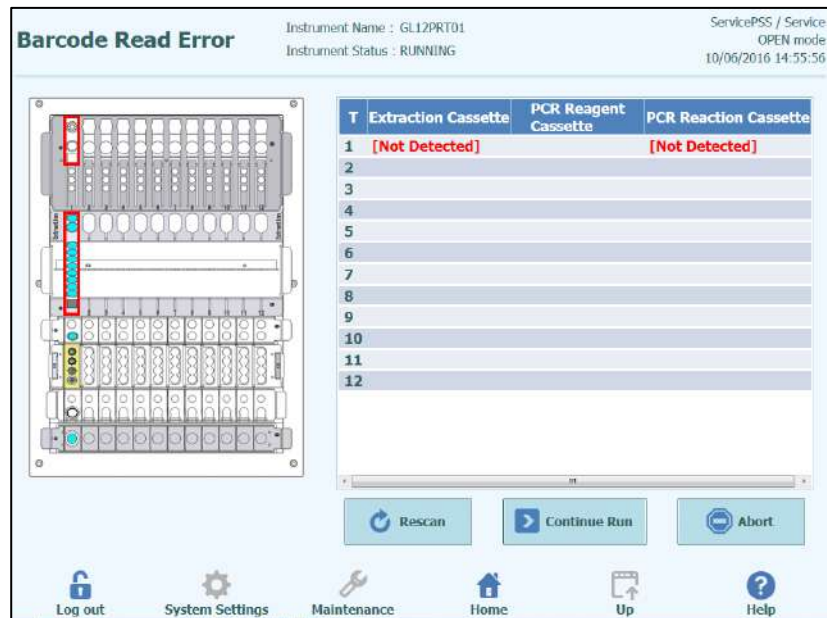 Barcode Read Error
Instrument Name : GL12PRT01
Instrument Status : RUNNING
ServicePSS / Service
OPEN mode
10/06/2016 14:55:56
T Extraction Cassette PCR Reagent Cassette PCR Reaction Cassette
1 [Not Detected] [Not Detected]
2
3
4
5
6
7
8
9
10
11
12
Rescan Continue Run Abort
Log out System Settings Maintenance Home Up Help